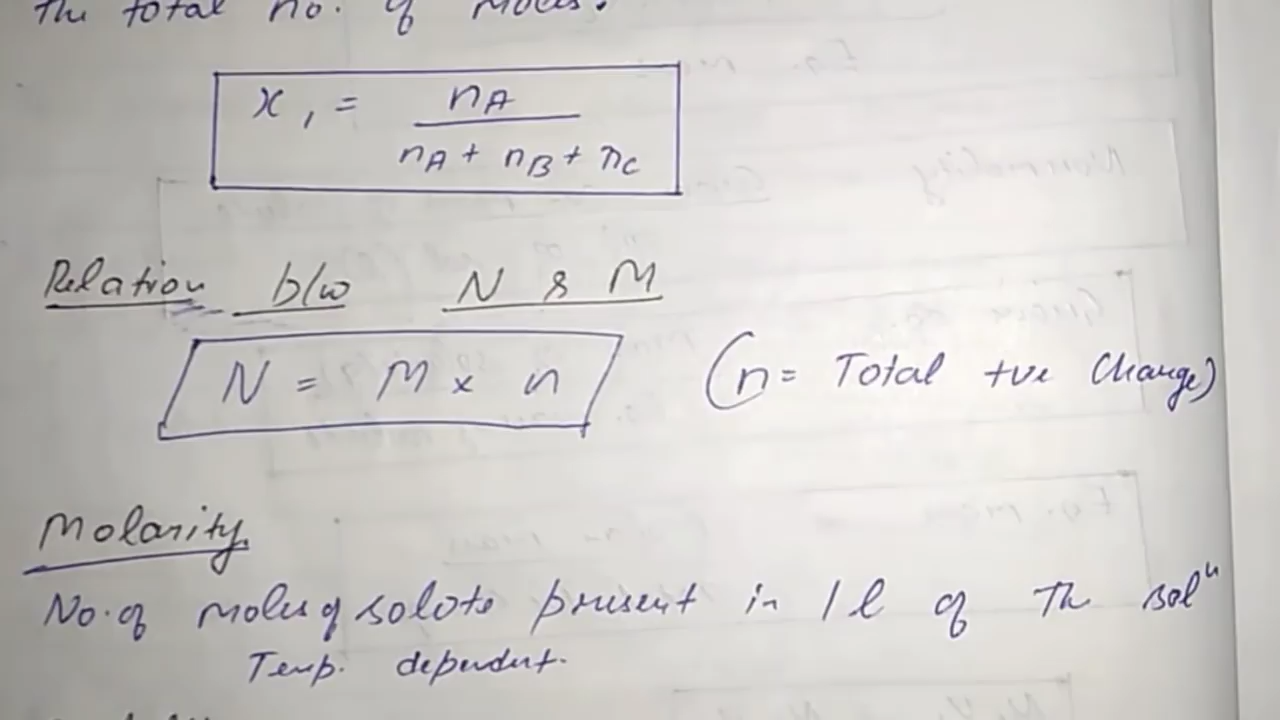 the total no. of moles.
x₁ = nA / nA + nB + nC
Relation b/w N & M
N = M x n (n = Total +ve Charge)
Molarity.
No. of moles of solute present in 1 l of The solⁿ
Temp. dependent.